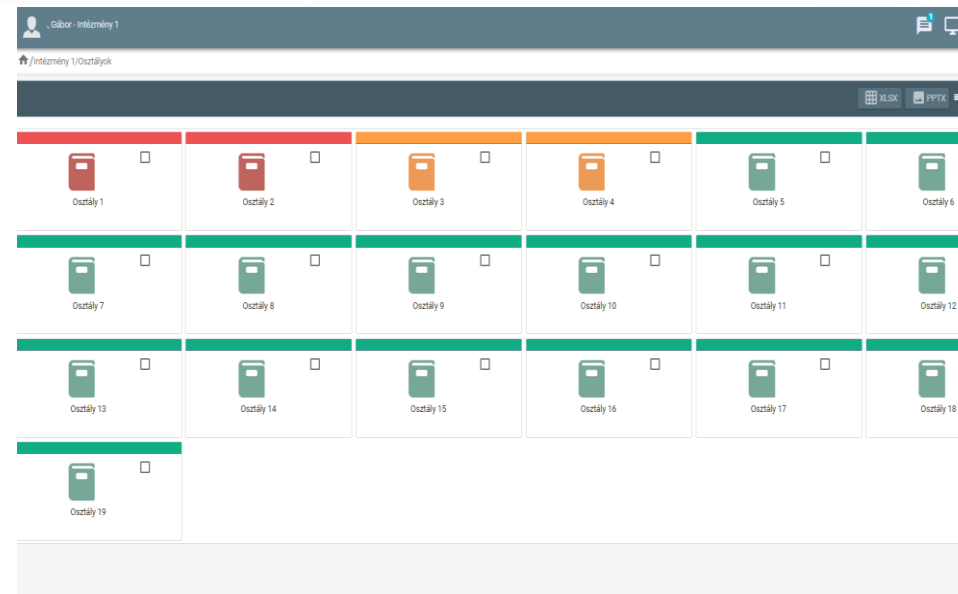 , Gábor - Intézmény 1
1
/Intézmény 1/Osztályok
XLSX PPTX
Osztály 1 Osztály 2 Osztály 3 Osztály 4 Osztály 5 Osztály 6
Osztály 7 Osztály 8 Osztály 9 Osztály 10 Osztály 11 Osztály 12
Osztály 13 Osztály 14 Osztály 15 Osztály 16 Osztály 17 Osztály 18
Osztály 19